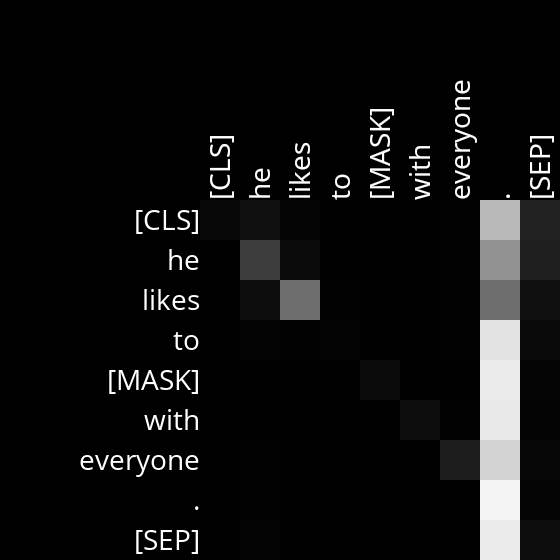 [CLS] he likes to [MASK] with everyone . [SEP]
[CLS]
he
likes
to
[MASK]
with
everyone
.
[SEP]